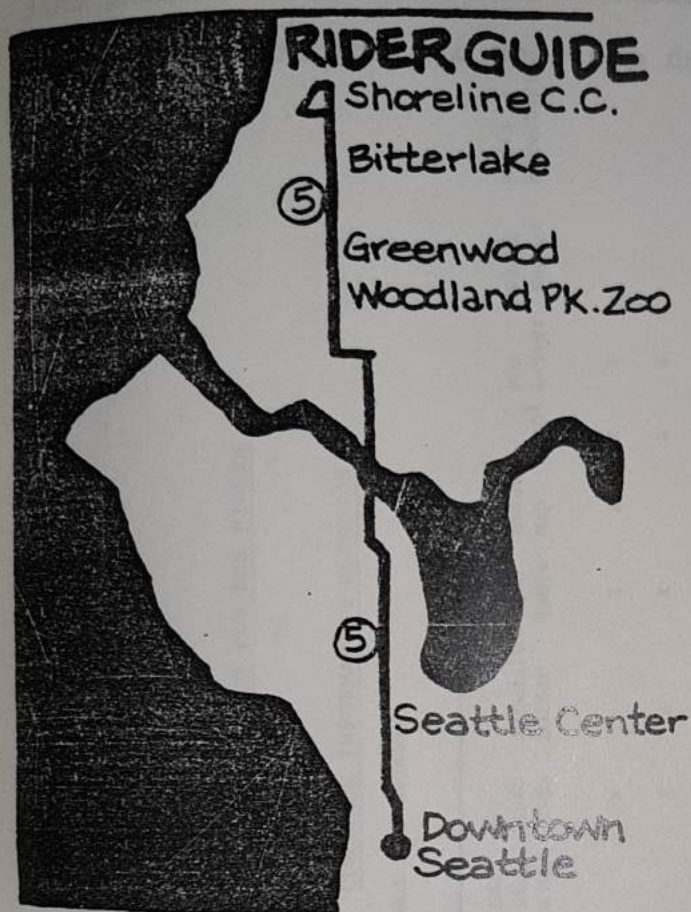 RIDER GUIDE
Shoreline C.C.
Bitterlake
5
Greenwood
Woodland PK. Zoo
5
Seattle Center
Downtown
Seattle